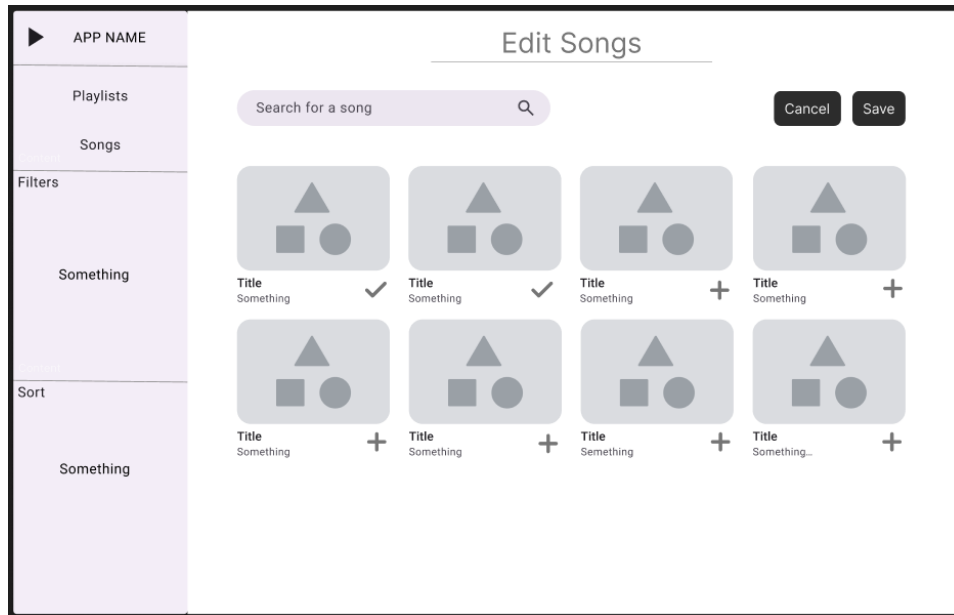 APP NAME
Playlists
Songs
Filters
Something
Sort
Something
Edit Songs
Search for a song
Cancel
Save
Title
Something
Title
Something
Title
Something
Title
Something
Title
Something
Title
Something
Title
Semething
Title
Something...